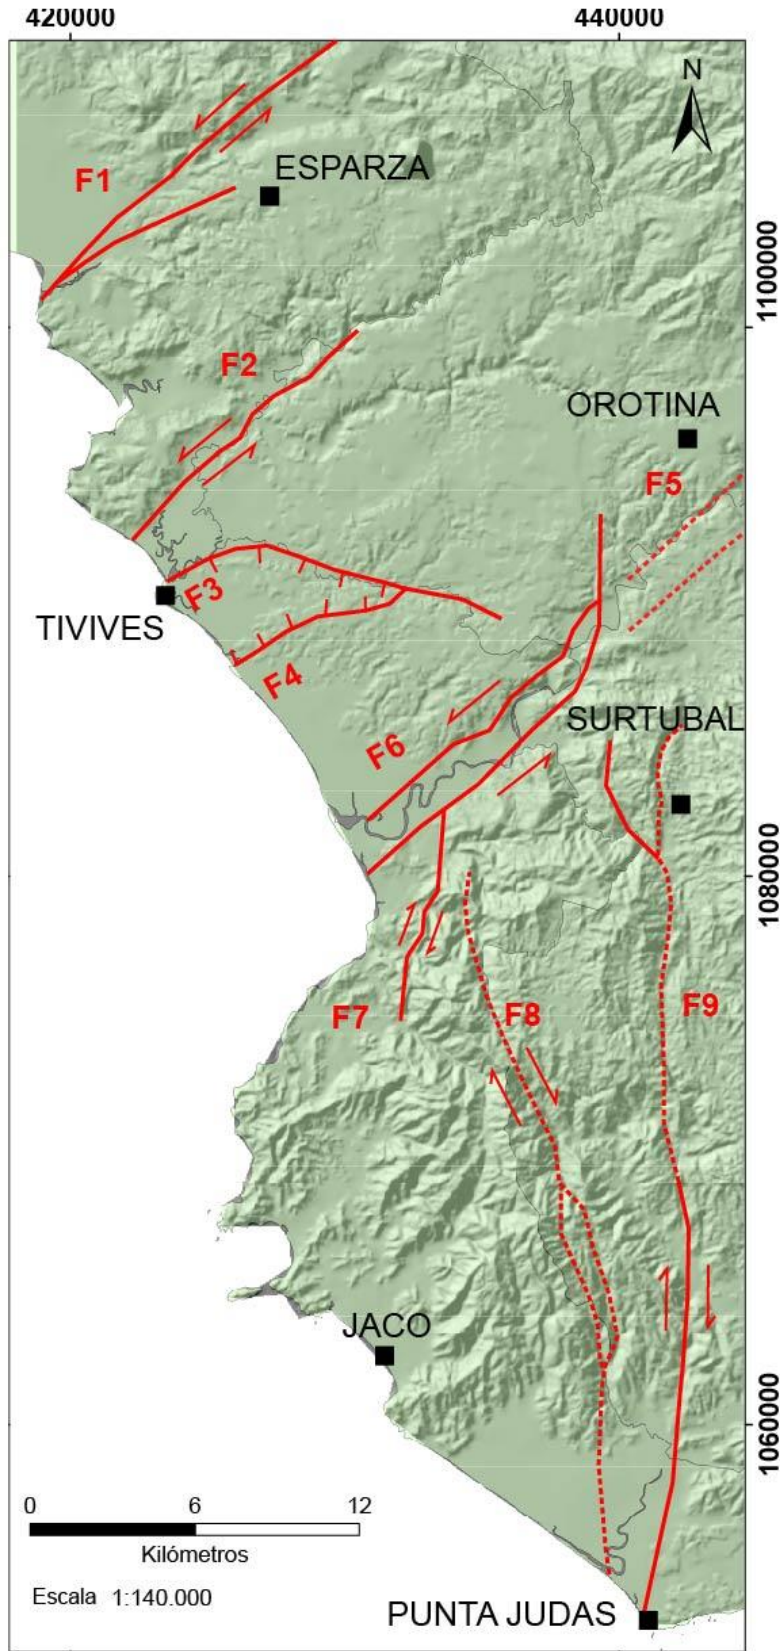 420000 440000
N
ESPARZA
F1
1100000
F2
OROTINA
F5
F3
TIVIVES
F4
SURTUBAL
F6
1080000
F9
F7 F8
JACO
1060000
0 6 12
Kilómetros
Escala 1:140.000
PUNTA JUDAS